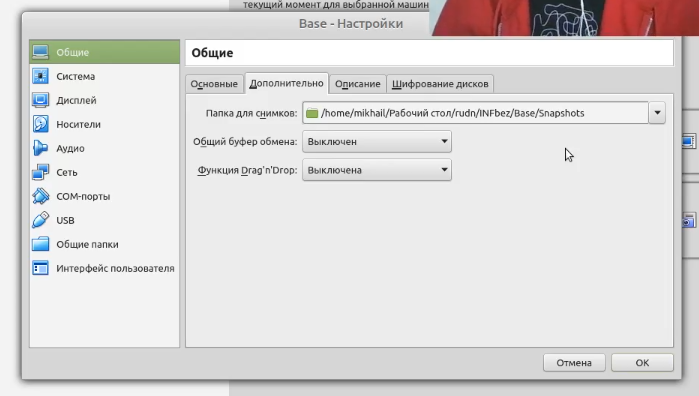 текущий момент для выбранной машин
Base - Настройки
Общие
Система
Дисплей
Носители
Аудио
Сеть
COM-порты
USB
Общие папки
Интерфейс пользователя
Общие
Основные Дополнительно Описание Шифрование дисков
Папка для снимков: /home/mikhail/Рабочий стол/rudn/INFbez/Base/Snapshots
Общий буфер обмена: Выключен
Функция Drag'n'Drop: Выключена
Отмена OK